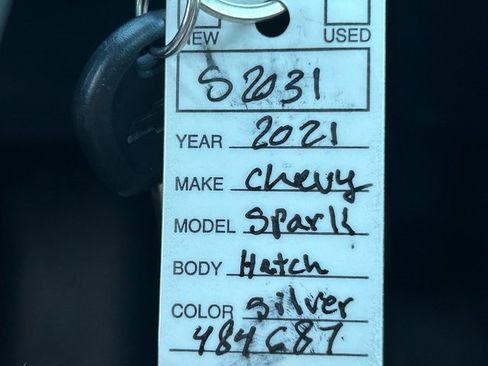 NEW USED
S2031
YEAR 2021
MAKE Chevy
MODEL Spark
BODY Hatch
COLOR Silver
484687